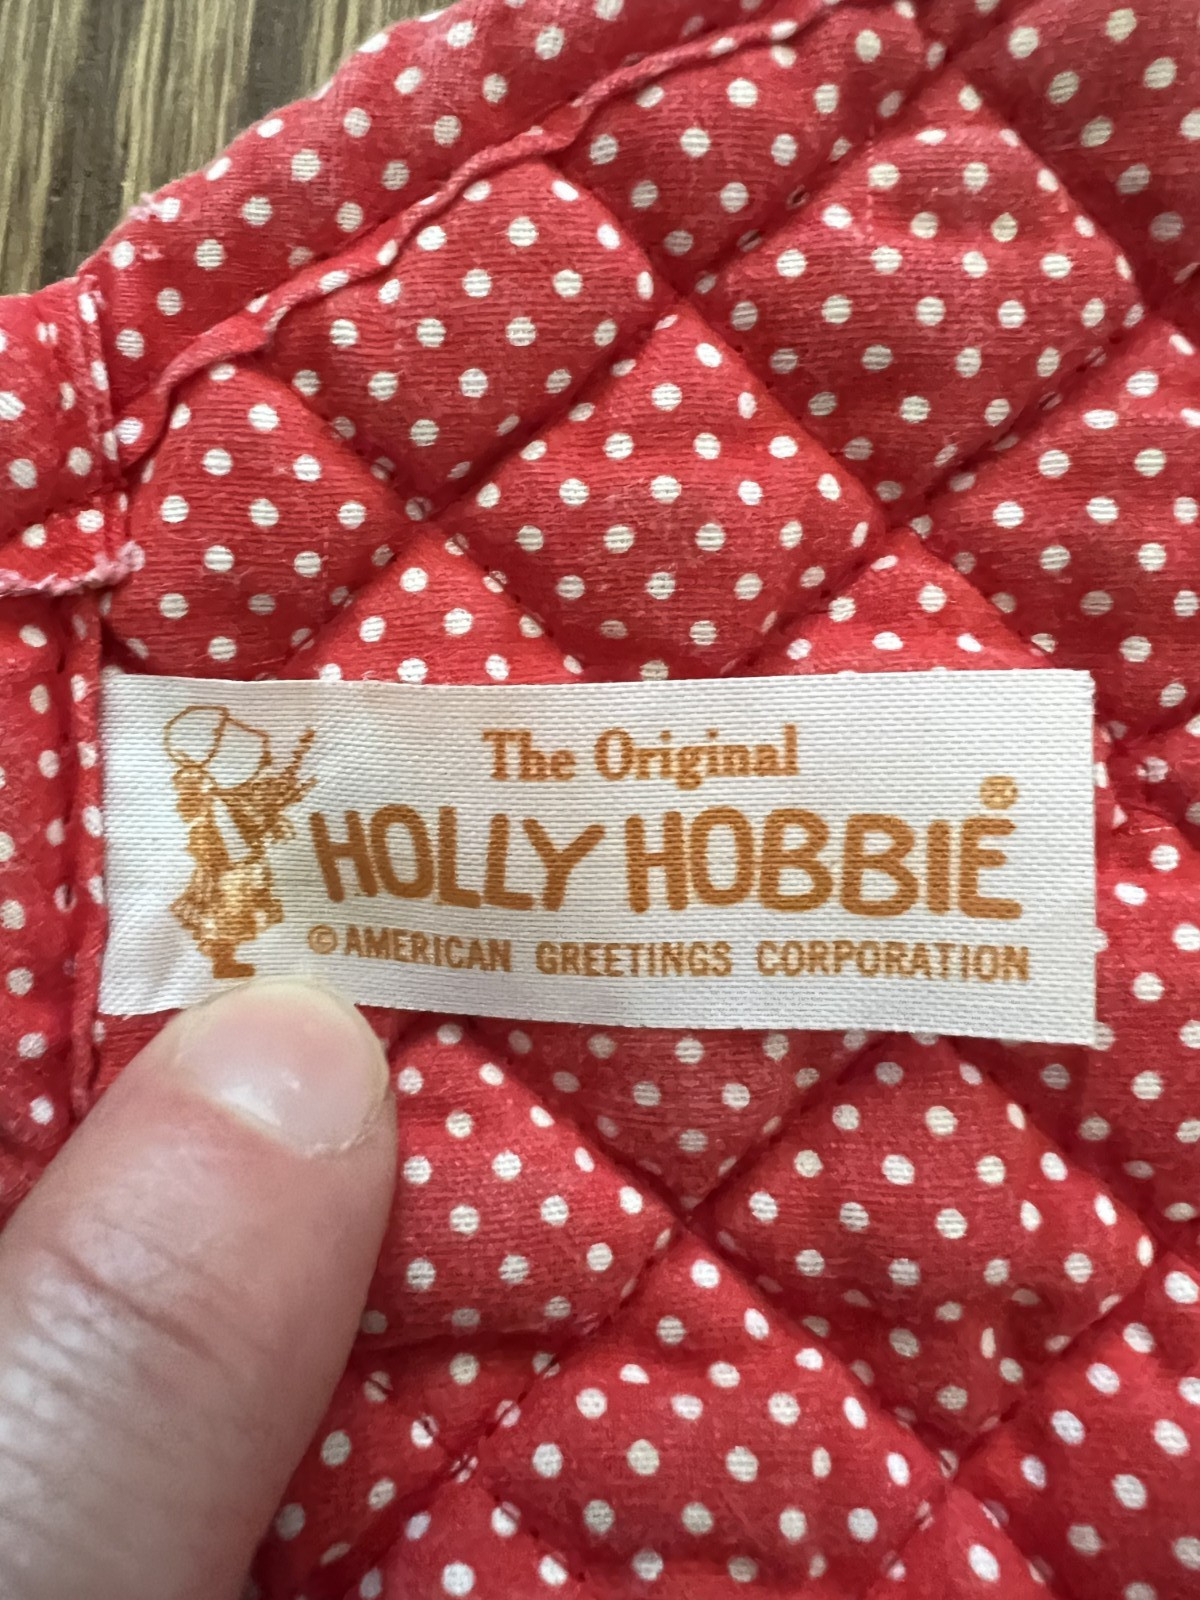 The Original
HOLLY HOBBIE®
© AMERICAN GREETINGS CORPORATION